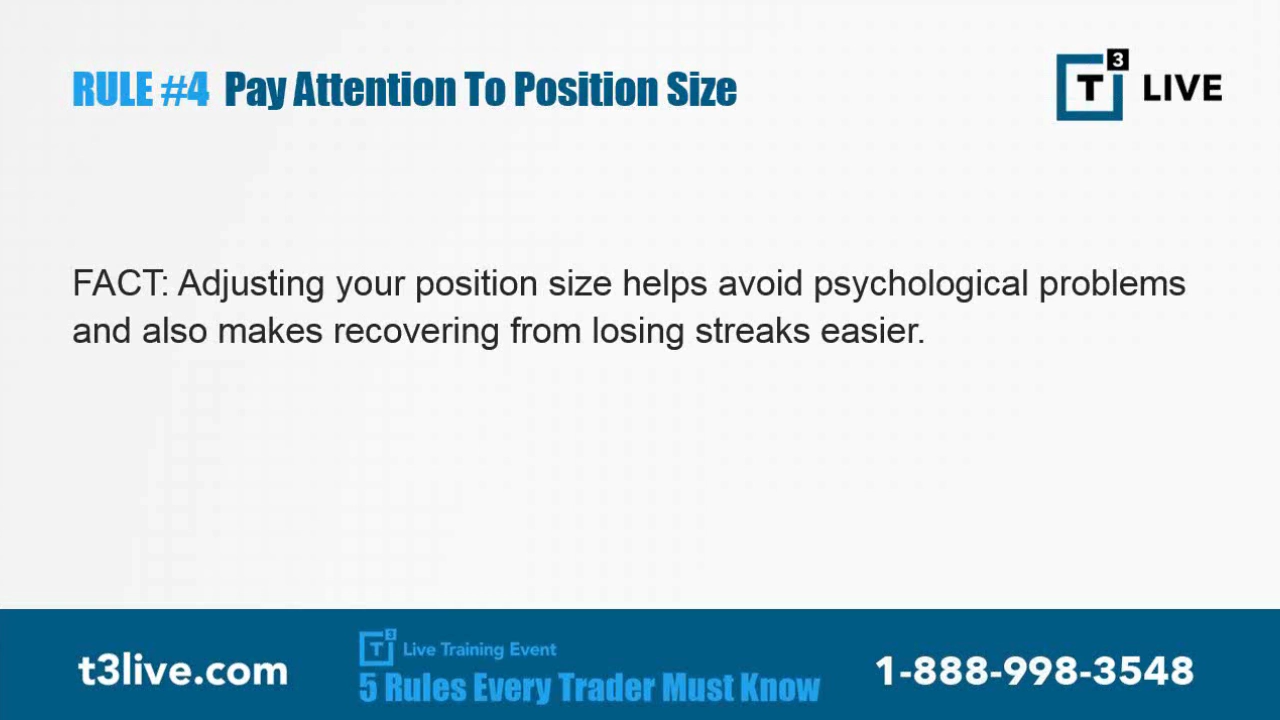 RULE #4 Pay Attention To Position Size
T3 LIVE
FACT: Adjusting your position size helps avoid psychological problems
and also makes recovering from losing streaks easier.
t3live.com
T3 Live Training Event
5 Rules Every Trader Must Know
1-888-998-3548